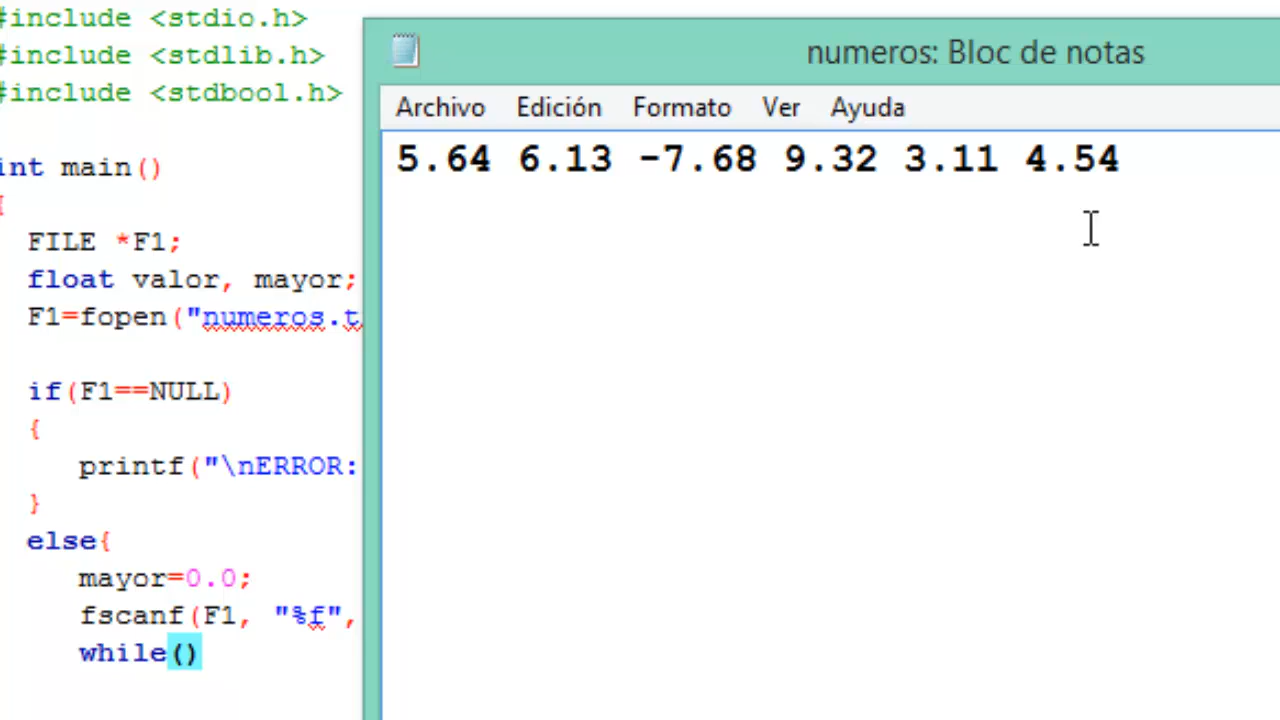 #include <stdio.h>
#include <stdlib.h>
#include <stdbool.h>
int main()
{
FILE *F1;
float valor, mayor;
F1=fopen("numeros.t
if(F1==NULL)
{
printf("\nERROR:
}
else{
mayor=0.0;
fscanf(F1, "%f",
while()
numeros: Bloc de notas
Archivo Edición Formato Ver Ayuda
5.64 6.13 -7.68 9.32 3.11 4.54